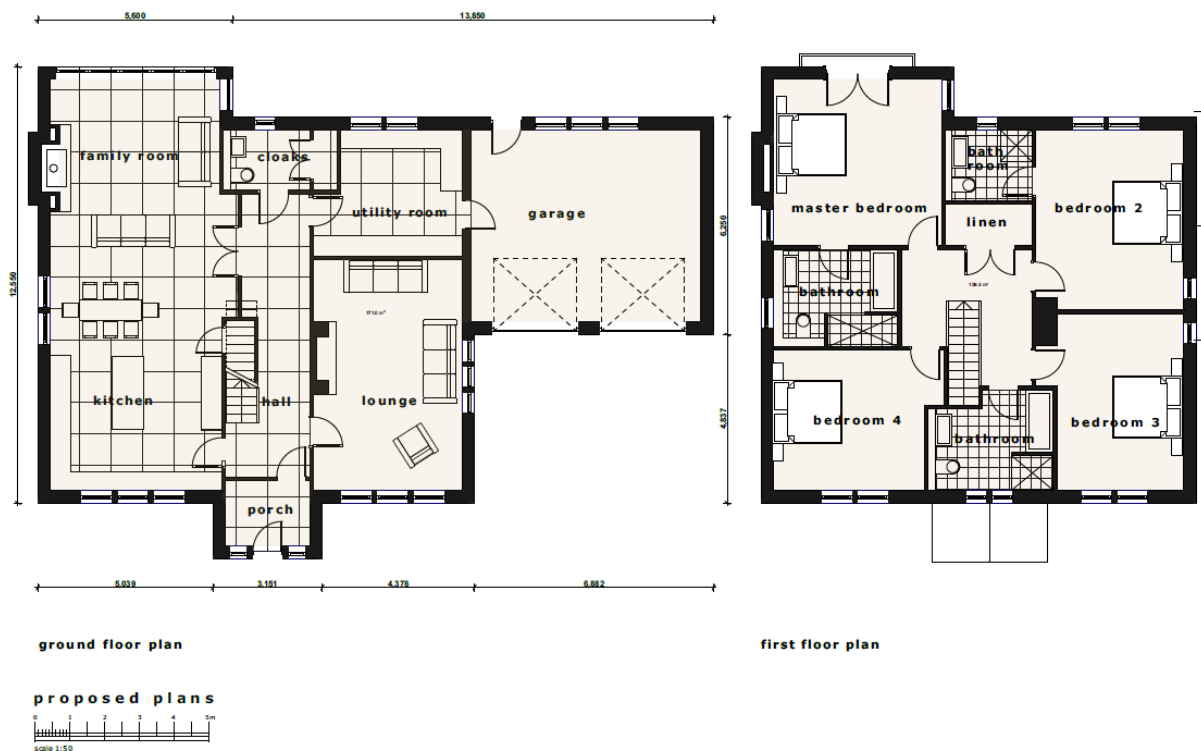 5,600
13,850
family room
cloaks
utility room
garage
12,550
6,250
kitchen
hall
lounge
4,837
porch
5,039
3,151
4,378
6,882
master bedroom
bath
room
bedroom 2
linen
bathroom
bedroom 4
bathroom
bedroom 3
ground floor plan
first floor plan
proposed plans
0 1 2 3 4 5m
scale 1:50